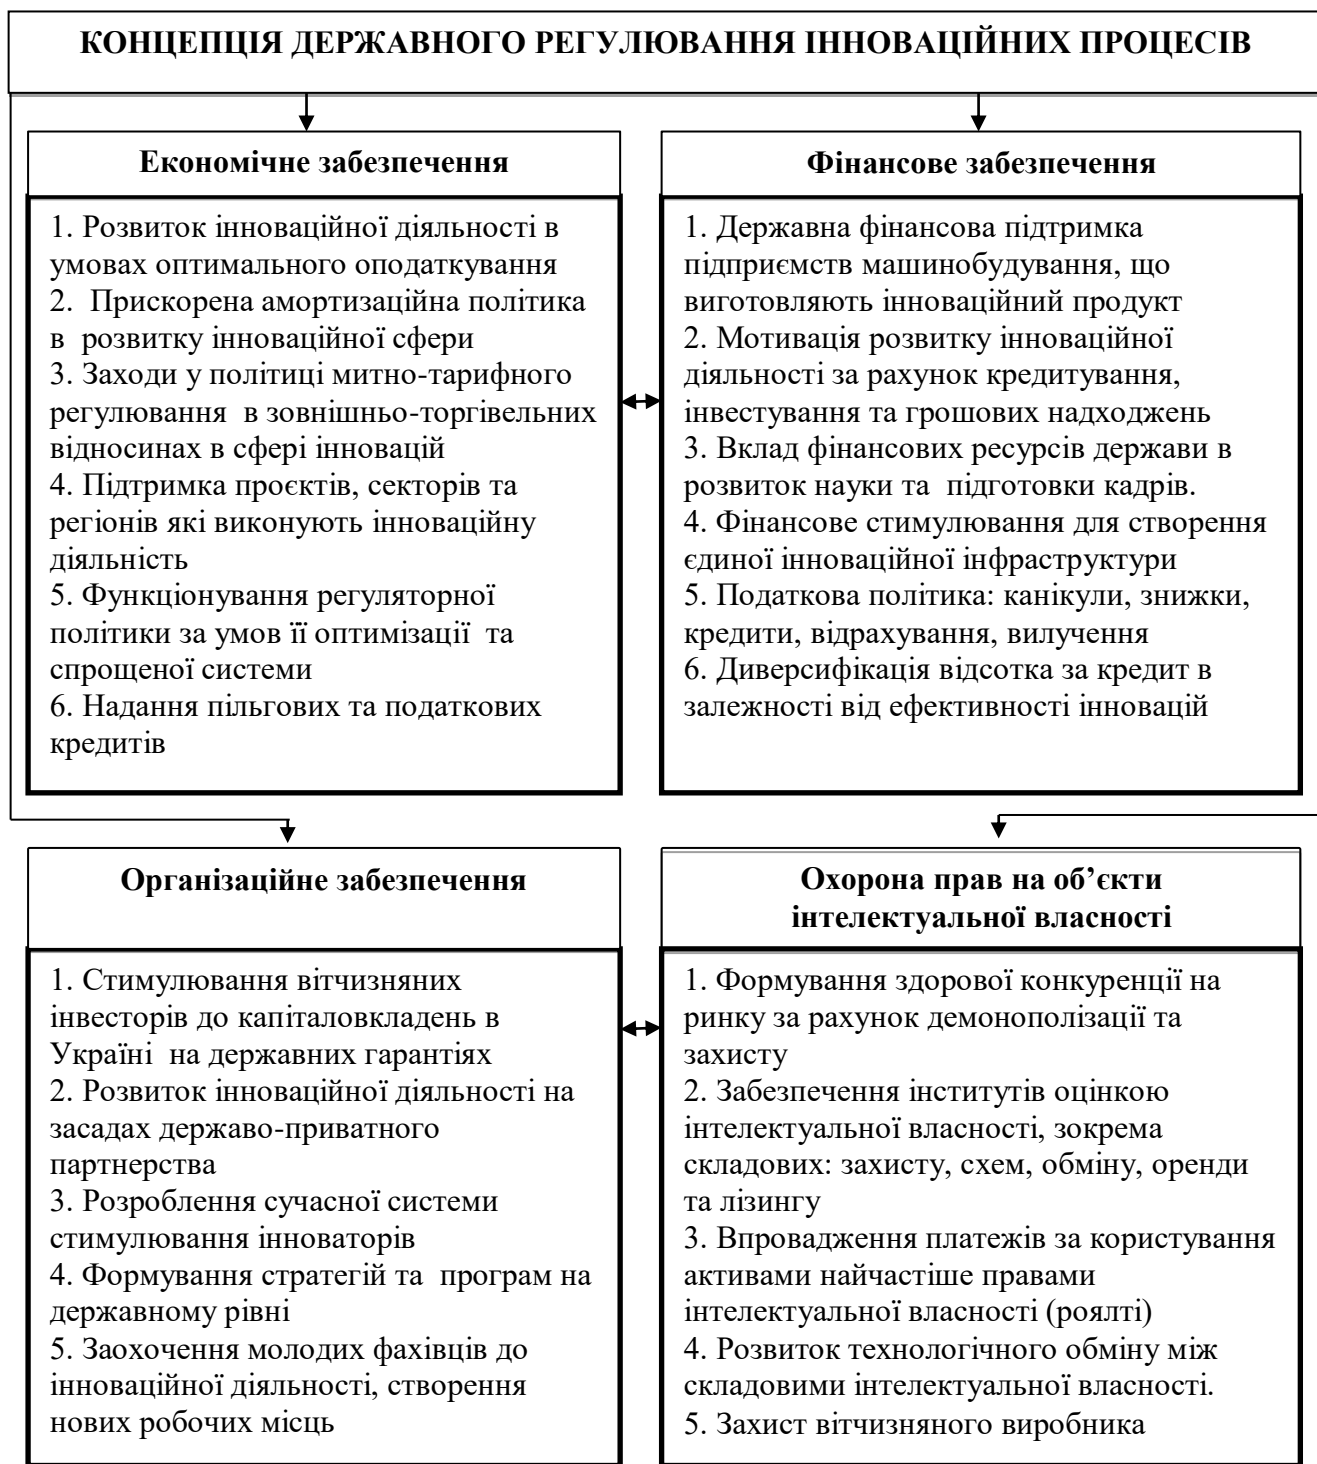 КОНЦЕПЦІЯ ДЕРЖАВНОГО РЕГУЛЮВАННЯ ІННОВАЦІЙНИХ ПРОЦЕСІВ
Економічне забезпечення
1. Розвиток інноваційної діяльності в
умовах оптимального оподаткування
2. Прискорена амортизаційна політика
в розвитку інноваційної сфери
3. Заходи у політиці митно-тарифного
регулювання в зовнішньо-торгівельних
відносинах в сфері інновацій
4. Підтримка проєктів, секторів та
регіонів які виконують інноваційну
діяльність
5. Функціонування регуляторної
політики за умов її оптимізації та
спрощеної системи
6. Надання пільгових та податкових
кредитів
Фінансове забезпечення
1. Державна фінансова підтримка
підприємств машинобудування, що
виготовляють інноваційний продукт
2. Мотивація розвитку інноваційної
діяльності за рахунок кредитування,
інвестування та грошових надходжень
3. Вклад фінансових ресурсів держави в
розвиток науки та підготовки кадрів.
4. Фінансове стимулювання для створення
єдиної інноваційної інфраструктури
5. Податкова політика: канікули, знижки,
кредити, відрахування, вилучення
6. Диверсифікація відсотка за кредит в
залежності від ефективності інновацій
Організаційне забезпечення
1. Стимулювання вітчизняних
інвесторів до капіталовкладень в
Україні на державних гарантіях
2. Розвиток інноваційної діяльності на
засадах державо-приватного
партнерства
3. Розроблення сучасної системи
стимулювання інноваторів
4. Формування стратегій та програм на
державному рівні
5. Заохочення молодих фахівців до
інноваційної діяльності, створення
нових робочих місць
Охорона прав на об’єкти
інтелектуальної власності
1. Формування здорової конкуренції на
ринку за рахунок демонополізації та
захисту
2. Забезпечення інститутів оцінкою
інтелектуальної власності, зокрема
складових: захисту, схем, обміну, оренди
та лізингу
3. Впровадження платежів за користування
активами найчастіше правами
інтелектуальної власності (роялті)
4. Розвиток технологічного обміну між
складовими інтелектуальної власності.
5. Захист вітчизняного виробника